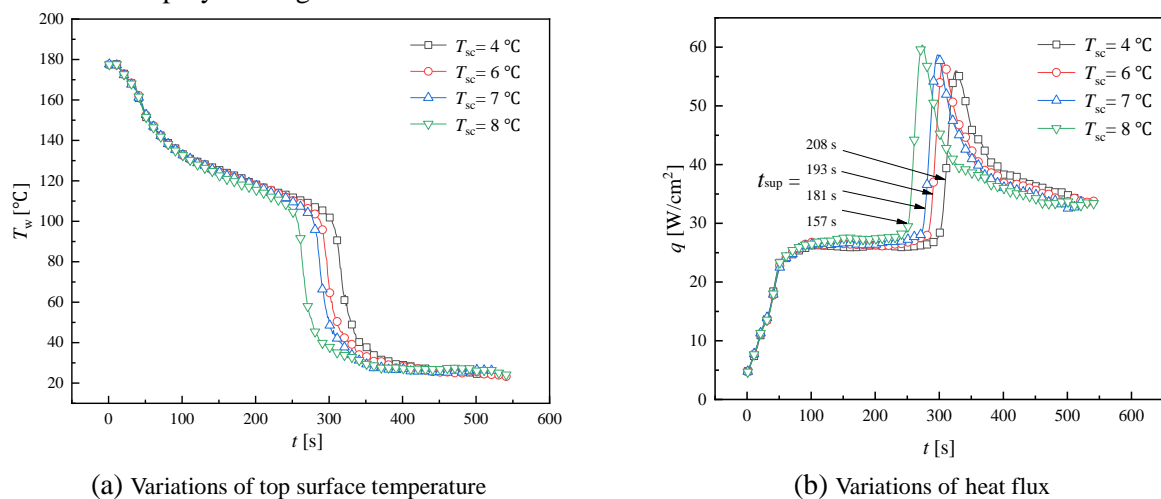 200
180
160
140
120
100
80
60
40
20
T_w [℃]
0 100 200 300 400 500 600
t [s]
T_sc= 4 ℃
T_sc= 6 ℃
T_sc= 7 ℃
T_sc= 8 ℃
(a) Variations of top surface temperature
60
50
40
30
20
10
0
q [W/cm²]
0 100 200 300 400 500 600
t [s]
T_sc= 4 ℃
T_sc= 6 ℃
T_sc= 7 ℃
T_sc= 8 ℃
t_sup =
208 s
193 s
181 s
157 s
(b) Variations of heat flux